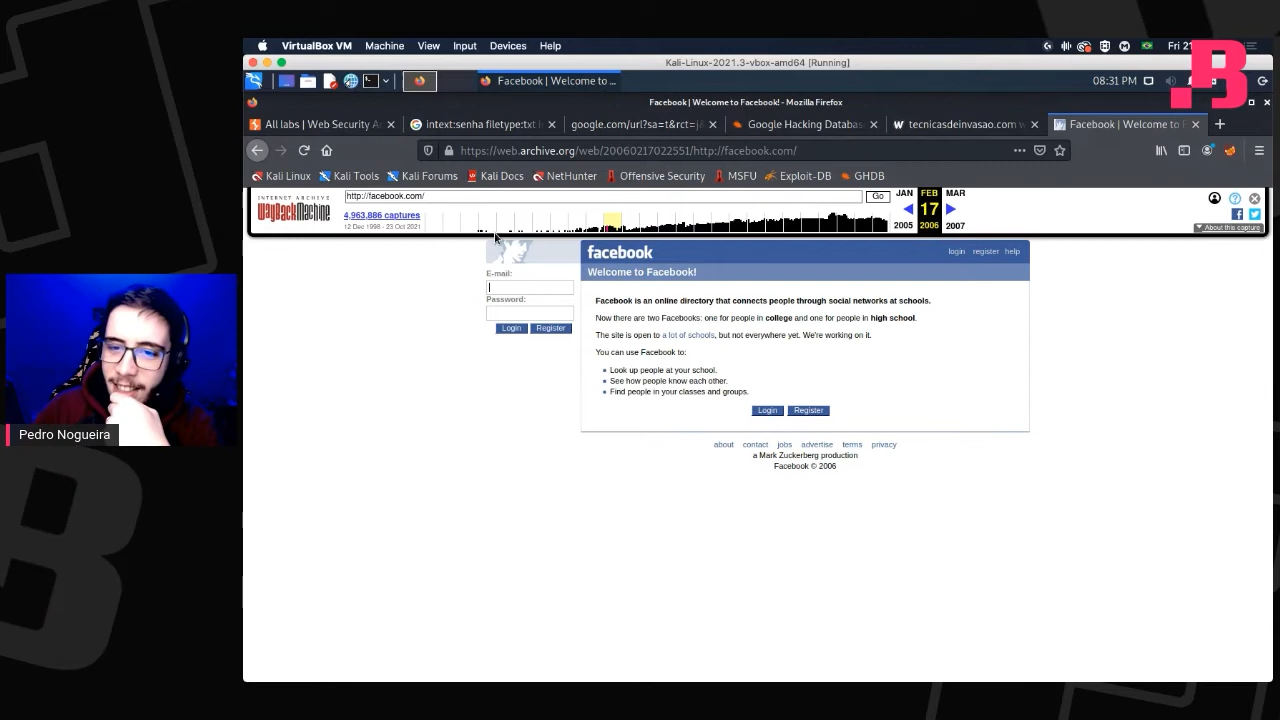 VirtualBox VM Machine View Input Devices Help
Fri 21
Kali-Linux-2021.3-vbox-amd64 [Running]
Facebook | Welcome to ...
08:31 PM
Facebook | Welcome to Facebook! - Mozilla Firefox
All labs | Web Security A
intext:senha filetype:txt i
google.com/url?sa=t&rct=j&
Google Hacking Databas
tecnicasdeinvasao.com w
Facebook | Welcome to F
https://web.archive.org/web/20060217022551/http://facebook.com/
Kali Linux Kali Tools Kali Forums Kali Docs NetHunter Offensive Security MSFU Exploit-DB GHDB
INTERNET ARCHIVE
WayBackMachine
http://facebook.com/
Go
JAN FEB MAR
4,963,886 captures
17
12 Dec 1998 - 23 Oct 2021
2005 2006 2007
About this capture
facebook
login register help
E-mail:
Welcome to Facebook!
Password:
Login Register
Facebook is an online directory that connects people through social networks at schools.
Now there are two Facebooks: one for people in college and one for people in high school.
The site is open to a lot of schools, but not everywhere yet. We're working on it.
You can use Facebook to:
Look up people at your school.
See how people know each other.
Find people in your classes and groups.
Login Register
about contact jobs advertise terms privacy
a Mark Zuckerberg production
Facebook © 2006
Pedro Nogueira
.B